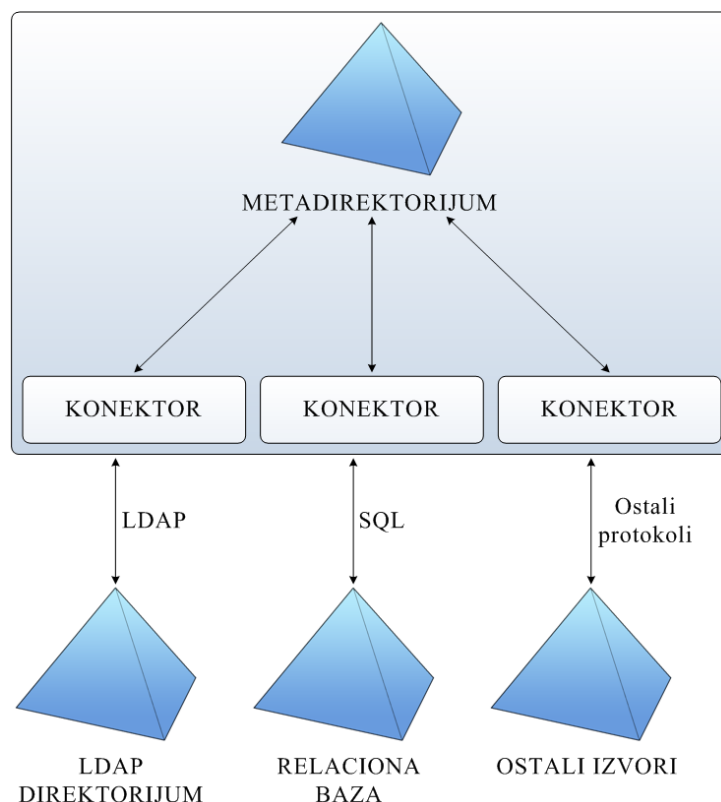 METADIREKTORIJUM
KONEKTOR
KONEKTOR
KONEKTOR
LDAP
SQL
Ostali
protokoli
LDAP
DIREKTORIJUM
RELACIONA
BAZA
OSTALI IZVORI